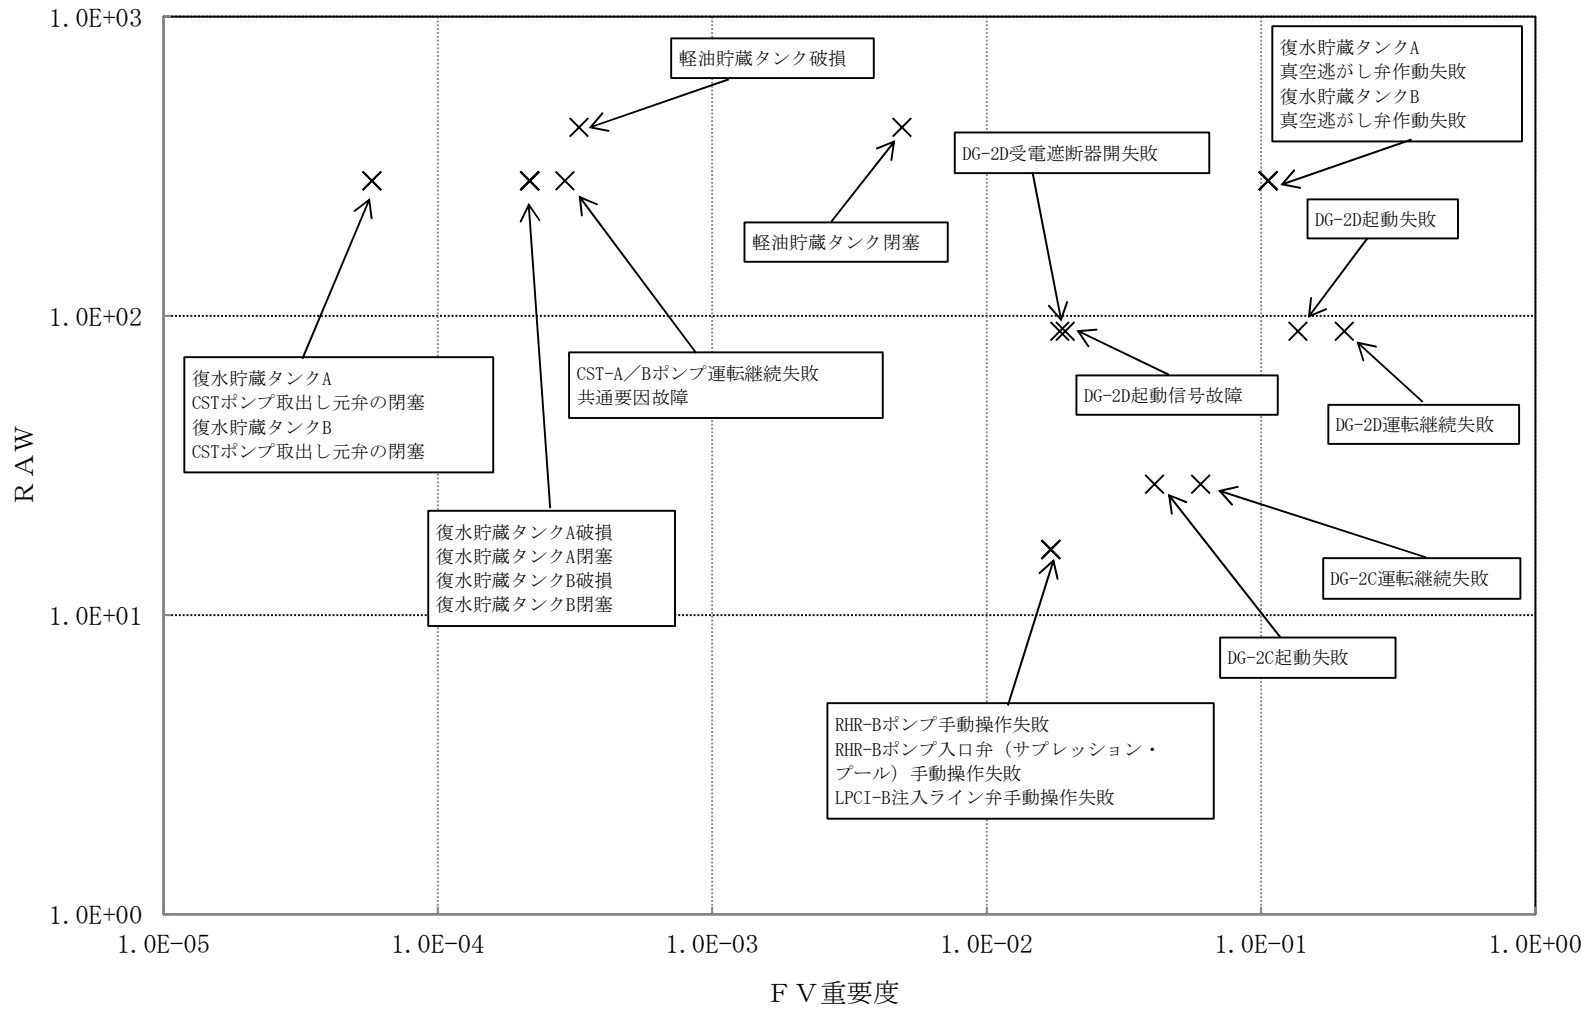 1.0E+03
1.0E+02
1.0E+01
1.0E+00
RAW
軽油貯蔵タンク破損
復水貯蔵タンクA
真空逃がし弁作動失敗
復水貯蔵タンクB
真空逃がし弁作動失敗
DG-2D受電遮断器開失敗
DG-2D起動失敗
軽油貯蔵タンク閉塞
復水貯蔵タンクA
CSTポンプ取出し元弁の閉塞
復水貯蔵タンクB
CSTポンプ取出し元弁の閉塞
CST-A／Bポンプ運転継続失敗
共通要因故障
DG-2D起動信号故障
DG-2D運転継続失敗
復水貯蔵タンクA破損
復水貯蔵タンクA閉塞
復水貯蔵タンクB破損
復水貯蔵タンクB閉塞
DG-2C運転継続失敗
DG-2C起動失敗
RHR-Bポンプ手動操作失敗
RHR-Bポンプ入口弁（サプレッション・
プール）手動操作失敗
LPCI-B注入ライン弁手動操作失敗
1.0E-05 1.0E-04 1.0E-03 1.0E-02 1.0E-01 1.0E+00
ＦＶ重要度